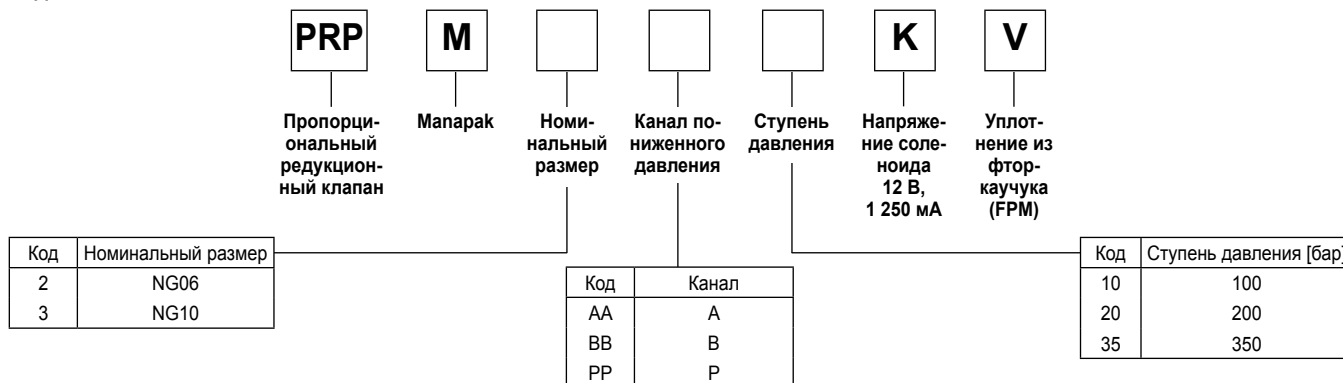 PRP M K V
Пропорци-
ональный
редукцион-
ный клапан
Manapak
Номи-
нальный
размер
Канал по-
ниженного
давления
Ступень
давления
Напряже-
ние соле-
ноида
12 В,
1 250 мА
Уплот-
нение из
фтор-
каучука
(FPM)
Код Номинальный размер
2 NG06
3 NG10
Код Канал
AA A
BB B
PP P
Код Ступень давления [бар]
10 100
20 200
35 350